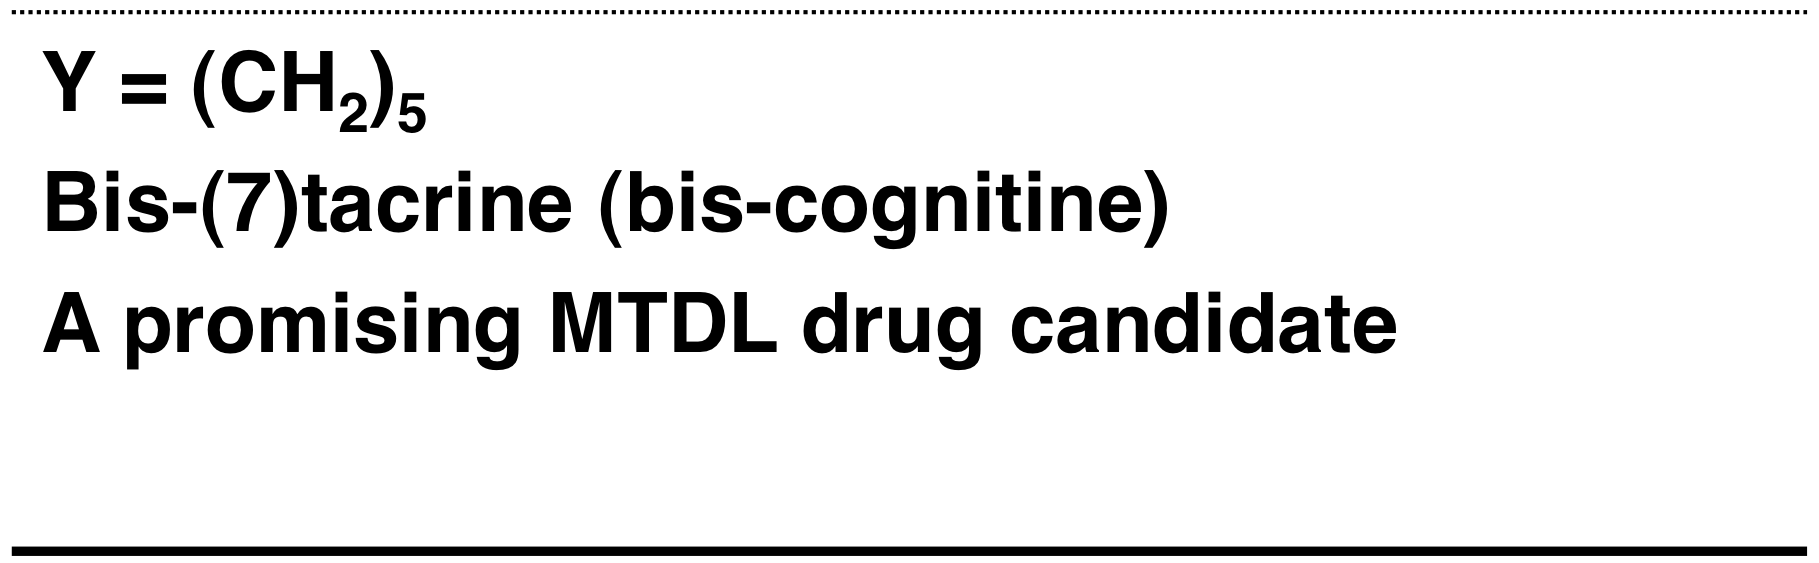 Y = (CH₂)₅
Bis-(7)tacrine (bis-cognitine)
A promising MTDL drug candidate